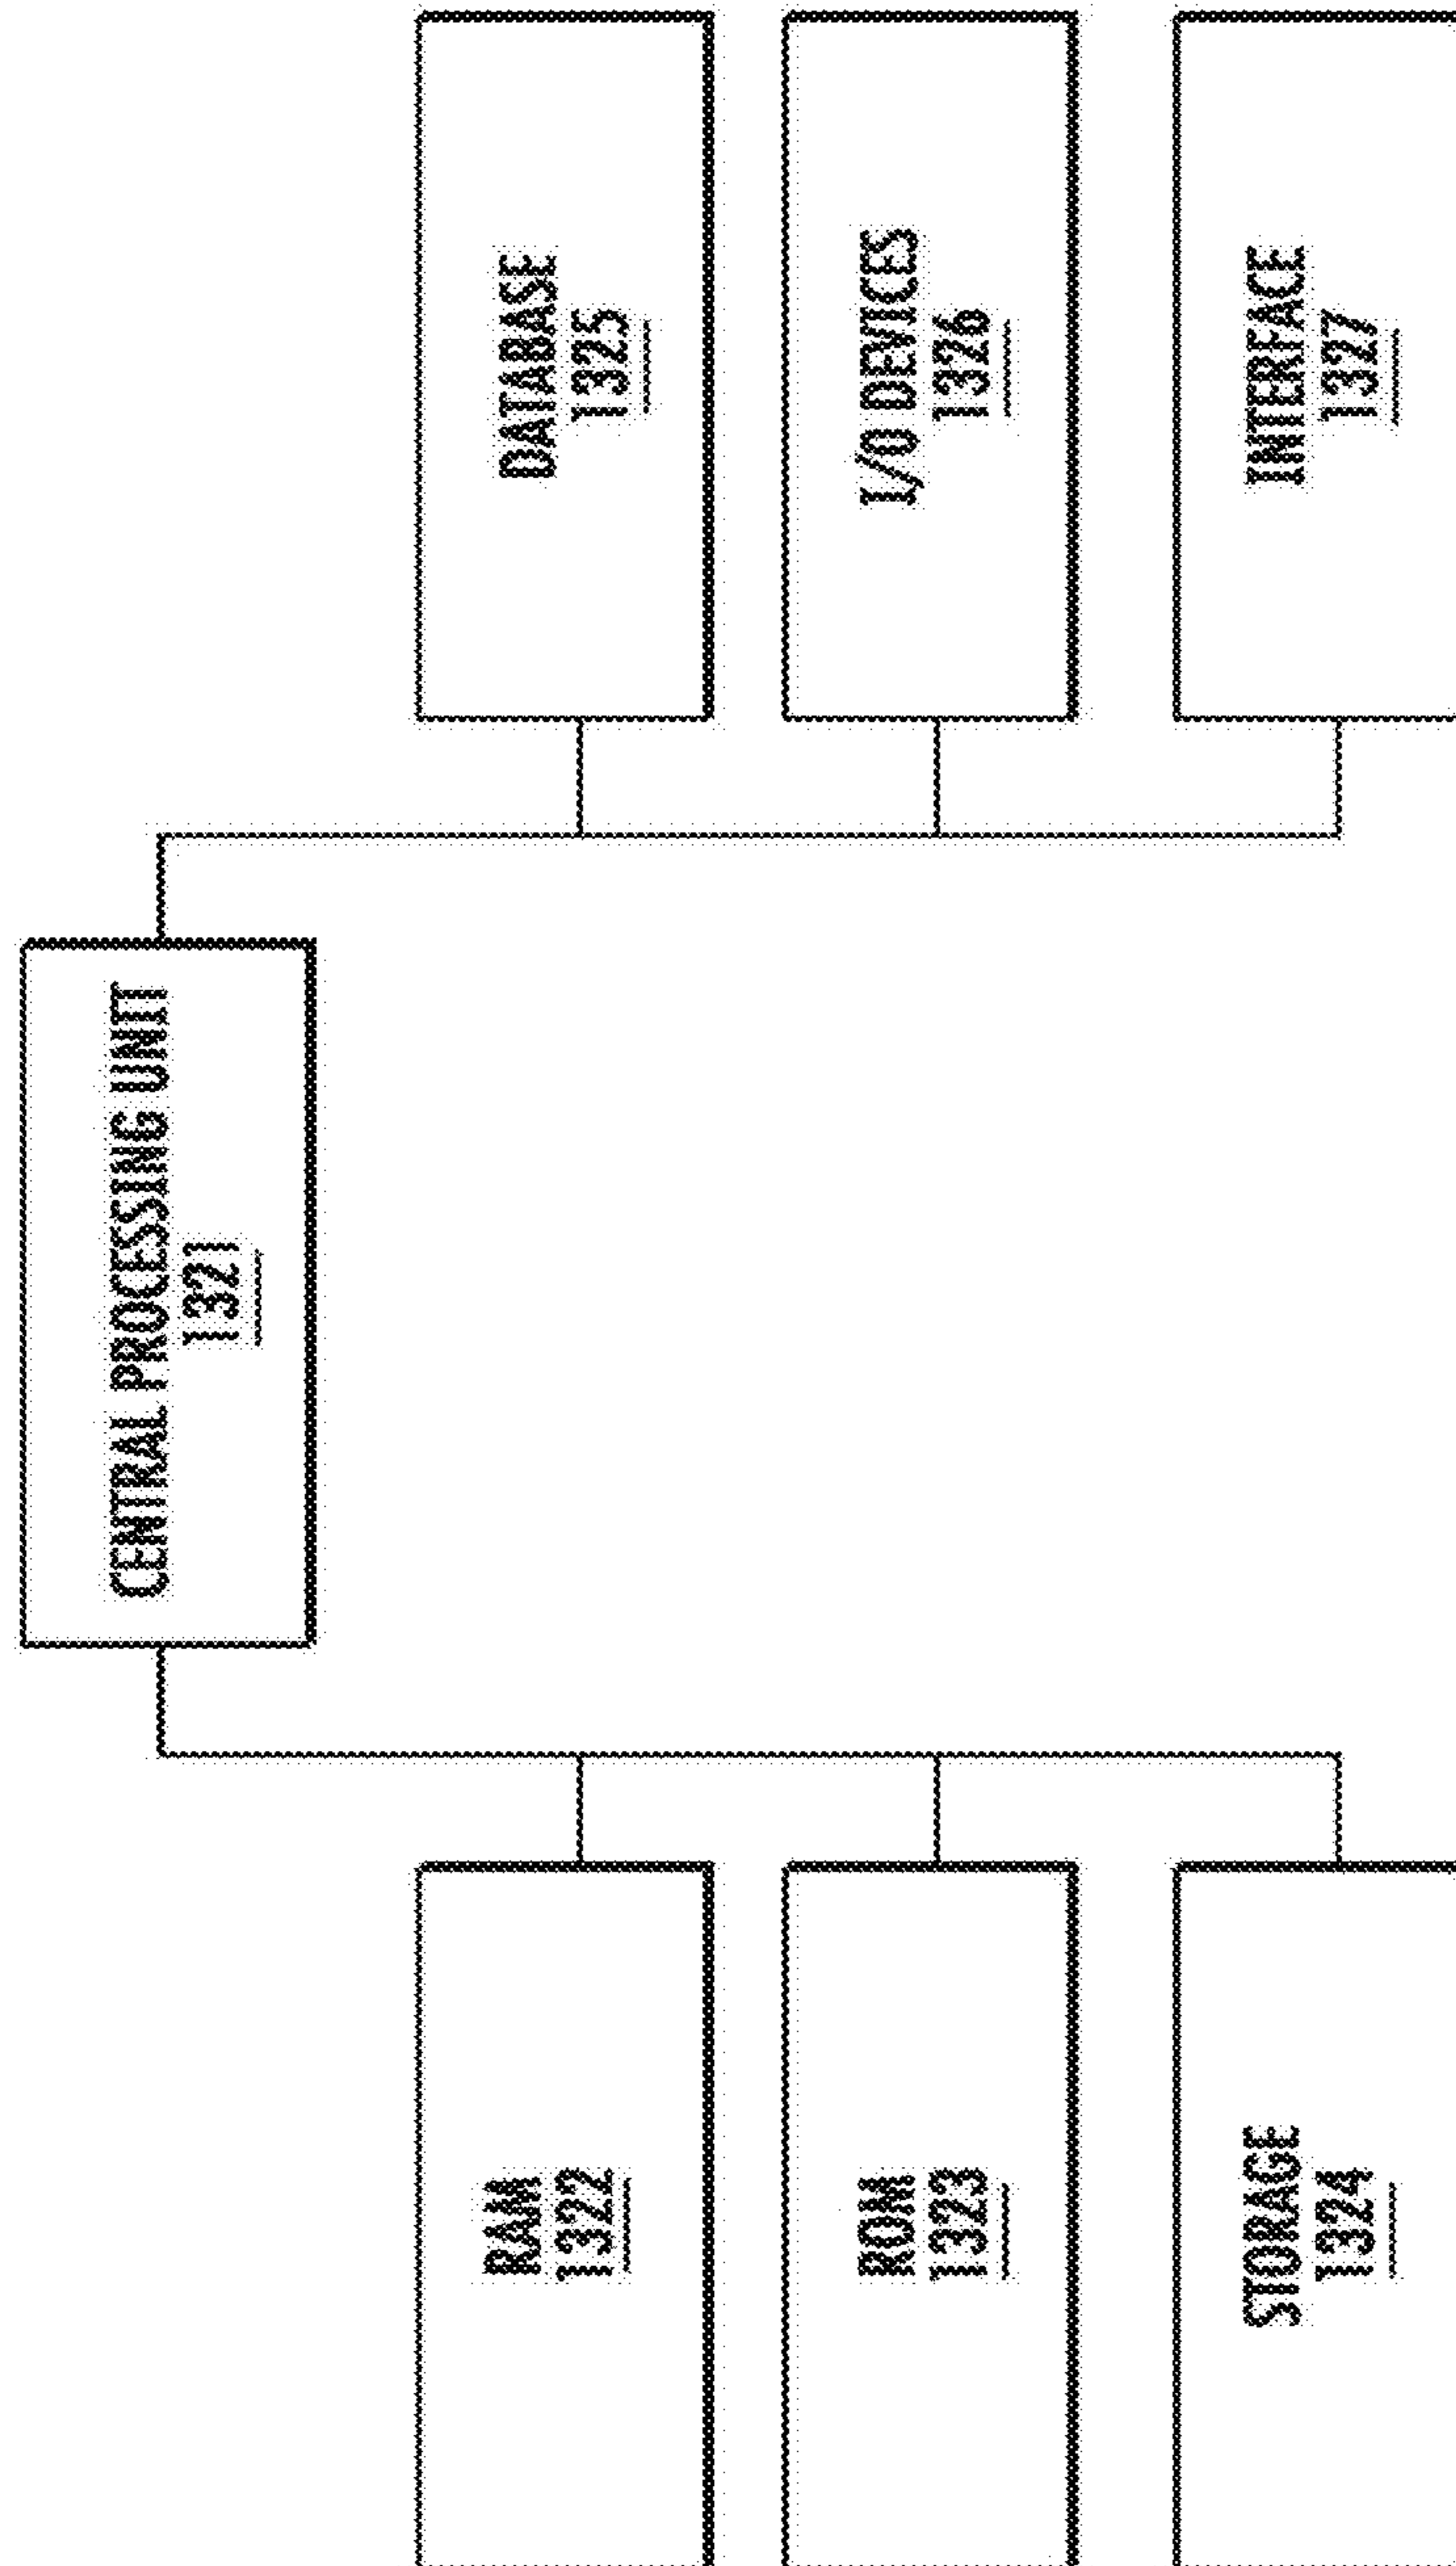 CENTRAL PROCESSING UNIT
1321
RAM
1322
DATABASE
1325
ROM
1323
I/O DEVICES
1326
STORAGE
1324
INTERFACE
1327